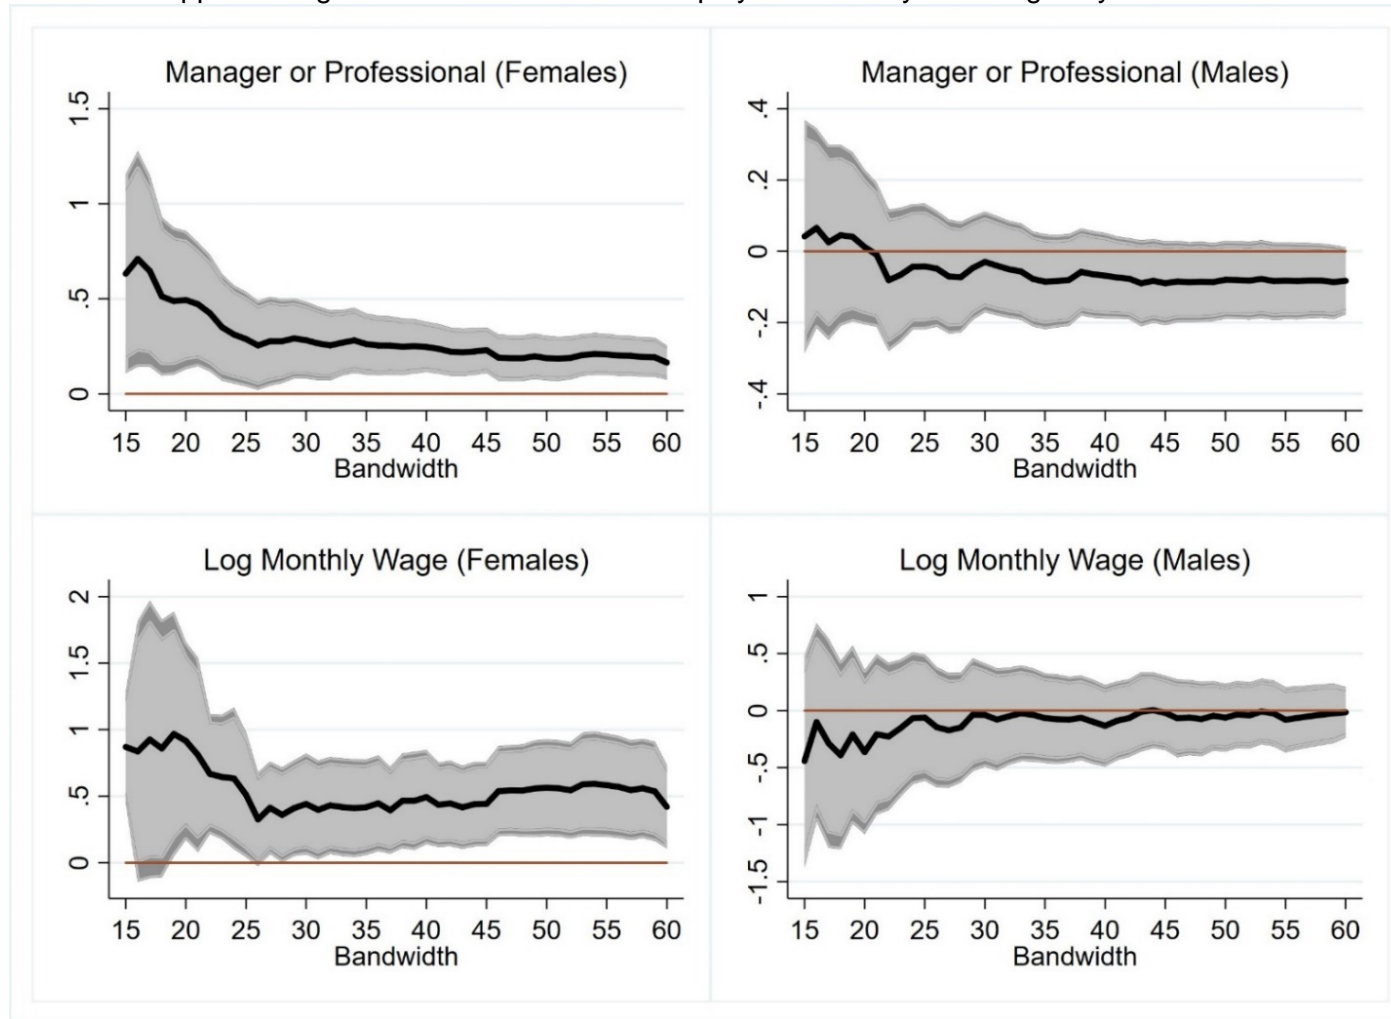 Manager or Professional (Females)
1.5
1
.5
0
15 20 25 30 35 40 45 50 55 60
Bandwidth
Manager or Professional (Males)
.4
.2
0
-.2
-.4
15 20 25 30 35 40 45 50 55 60
Bandwidth
Log Monthly Wage (Females)
2
1.5
1
.5
0
15 20 25 30 35 40 45 50 55 60
Bandwidth
Log Monthly Wage (Males)
1
.5
0
-.5
-1
-1.5
15 20 25 30 35 40 45 50 55 60
Bandwidth